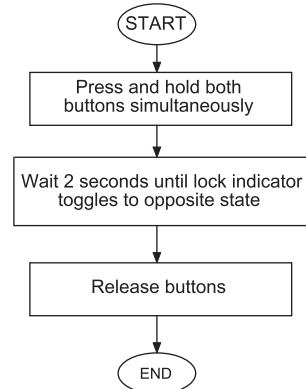 START
Press and hold both
buttons simultaneously
Wait 2 seconds until lock indicator
toggles to opposite state
Release buttons
END